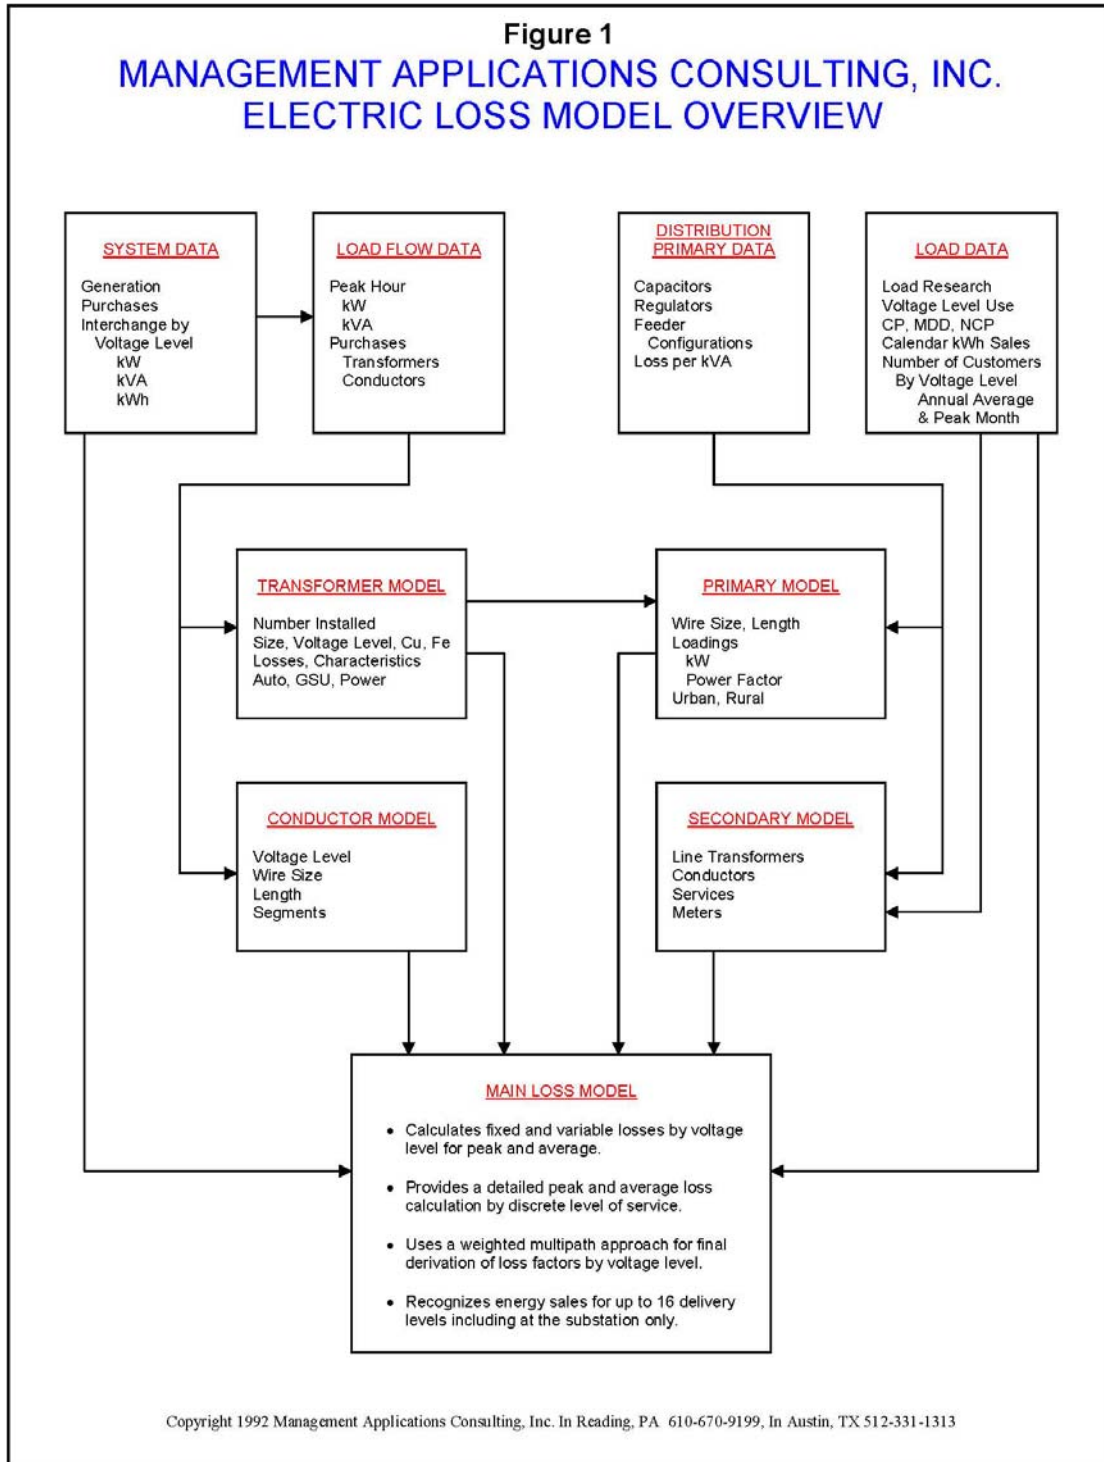 Figure 1
MANAGEMENT APPLICATIONS CONSULTING, INC.
ELECTRIC LOSS MODEL OVERVIEW
SYSTEM DATA
Generation
Purchases
Interchange by
Voltage Level
kW
kVA
kWh
LOAD FLOW DATA
Peak Hour
kW
kVA
Purchases
Transformers
Conductors
DISTRIBUTION
PRIMARY DATA
Capacitors
Regulators
Feeder
Configurations
Loss per kVA
LOAD DATA
Load Research
Voltage Level Use
CP, MDD, NCP
Calendar kWh Sales
Number of Customers
By Voltage Level
Annual Average
& Peak Month
TRANSFORMER MODEL
Number Installed
Size, Voltage Level, Cu, Fe
Losses, Characteristics
Auto, GSU, Power
PRIMARY MODEL
Wire Size, Length
Loadings
kW
Power Factor
Urban, Rural
CONDUCTOR MODEL
Voltage Level
Wire Size
Length
Segments
SECONDARY MODEL
Line Transformers
Conductors
Services
Meters
MAIN LOSS MODEL
• Calculates fixed and variable losses by voltage
level for peak and average.
• Provides a detailed peak and average loss
calculation by discrete level of service.
• Uses a weighted multipath approach for final
derivation of loss factors by voltage level.
• Recognizes energy sales for up to 16 delivery
levels including at the substation only.
Copyright 1992 Management Applications Consulting, Inc. In Reading, PA 610-670-9199, In Austin, TX 512-331-1313